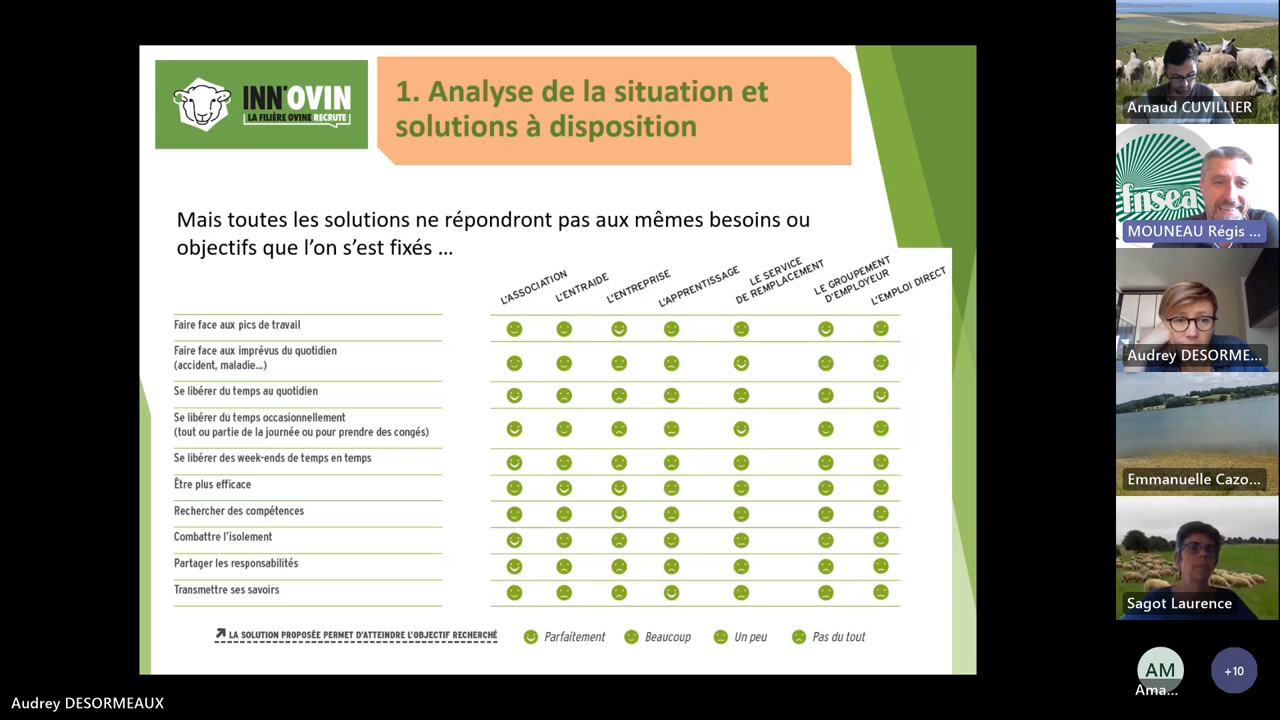 INN'OVIN
LA FILIÈRE OVINE RECRUTE
1. Analyse de la situation et
solutions à disposition
Mais toutes les solutions ne répondront pas aux mêmes besoins ou
objectifs que l'on s'est fixés ...
L'ASSOCIATION
L'ENTRAIDE
L'ENTREPRISE
L'APPRENTISSAGE
LE SERVICE
DE REMPLACEMENT
LE GROUPEMENT
D'EMPLOYEUR
L'EMPLOI DIRECT
Faire face aux pics de travail
Faire face aux imprévus du quotidien
(accident, maladie...)
Se libérer du temps au quotidien
Se libérer du temps occasionnellement
(tout ou partie de la journée ou pour prendre des congés)
Se libérer des week-ends de temps en temps
Être plus efficace
Rechercher des compétences
Combattre l'isolement
Partager les responsabilités
Transmettre ses savoirs
LA SOLUTION PROPOSÉE PERMET D'ATTEINDRE L'OBJECTIF RECHERCHÉ
Parfaitement
Beaucoup
Un peu
Pas du tout
Arnaud CUVILLIER
fnsea
MOUNEAU Régis ...
Audrey DESORME...
Emmanuelle Cazo...
Sagot Laurence
AM
Ama...
+10
Audrey DESORMEAUX